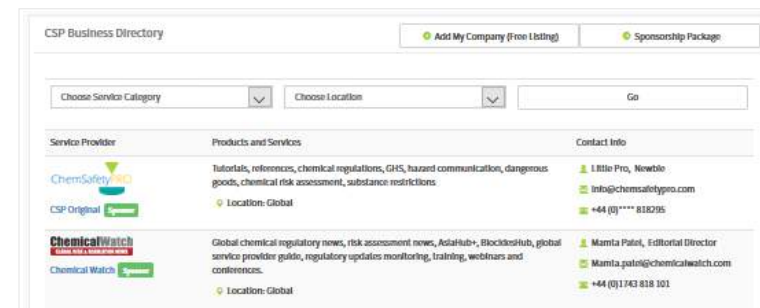 CSP Business Directory
Add My Company (Free Listing)
Sponsorship Package
Choose Service Category
Choose Location
Go
Service Provider
Products and Services
Contact Info
ChemSafetyPRO
CSP Original Sponsor
Tutorials, references, chemical regulations, GHS, hazard communication, dangerous
goods, chemical risk assessment, substance restrictions
Location: Global
Little Pro, Newbie
Info@chemsafetypro.com
+44 (0)**** 818295
ChemicalWatch
GLOBAL RISK & REGULATION NEWS
Chemical Watch Sponsor
Global chemical regulatory news, risk assessment news, AsiaHub+, BiocidesHub, global
service provider guide, regulatory updates monitoring, training, webinars and
conferences.
Location: Global
Mamta Patel, Editorial Director
Mamta.patel@chemicalwatch.com
+44 (0)1743 818 101